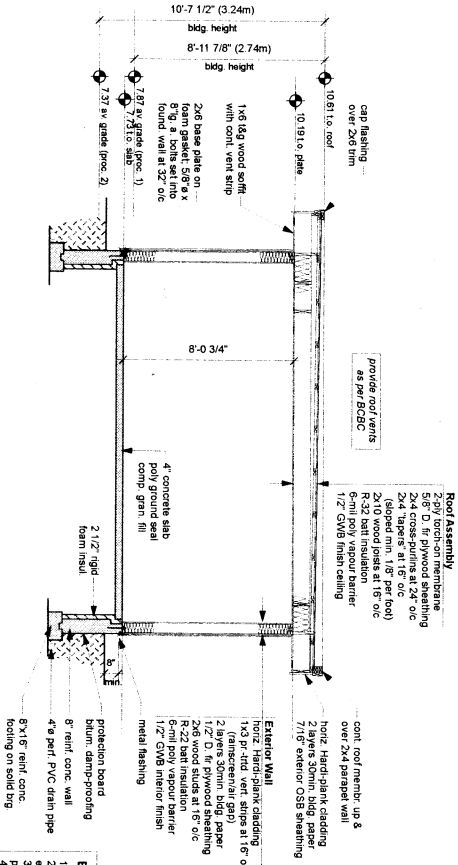 10'-7 1/2" (3.24m)
bldg. height
8'-11 7/8" (2.74m)
bldg. height
10.61 t.o. roof
10.19 t.o. plate
7.87 av. grade (proc. 1)
7.73 t.o. slab
7.37 av. grade (proc. 2)
cap flashing
over 2x6 trim
1x6 t&g wood soffit
with cont. vent strip
2x6 base plate on
foam gasket; 5/8"ø x
8"lg. a. bolts set into
found. wall at 32" o/c
8'-0 3/4"
provide roof vents
as per BCBC
4" concrete slab
poly ground seal
comp. gran. fill
2 1/2" rigid
foam insul.
Roof Assembly
2-ply torch-on membrane
5/8" D. fir plywood sheathing
2x4 cross-purlins at 24" o/c
2x4 "tapers" at 16" o/c
(sloped min. 1/8" per foot)
2x10 wood joists at 16" o/c
R-32 batt insulation
6-mil poly vapour barrier
1/2" GWB finish ceiling
cont. roof membr. up &
over 2x4 parapet wall
horiz. Hardi-plank cladding
2 layers 30min. bldg. paper
7/16" exterior OSB sheathing
Exterior Wall
horiz. Hardi-plank cladding
1x3 pr.-trtd. vert. strips at 16" o
(rainscreen/air gap)
2 layers 30min. bldg. paper
1/2" D. fir plywood sheathing
2x6 wood studs at 16" o/c
R-22 batt insulation
6-mil poly vapour barrier
1/2" GWB interior finish
metal flashing
8"
min.
protection board
bitum. damp-proofing
8" reinf. conc. wall
4"ø perf. PVC drain pipe
8"x16" reinf. conc.
footing on solid brg